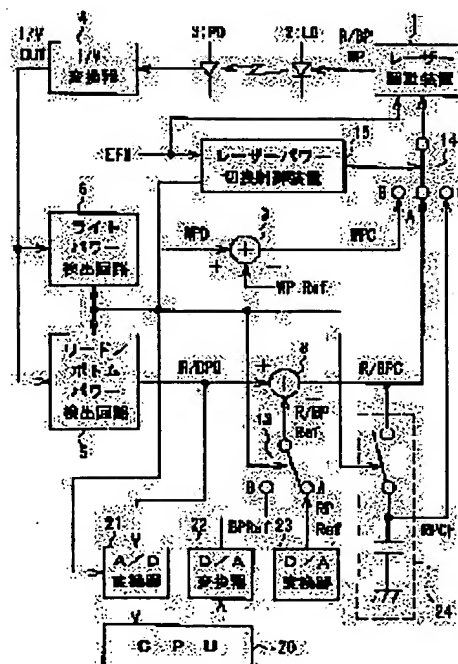 I/V
OUT
4
I/V
変換器
3:PD
2:LD
R/BP
WP
1
レーザー
駆動装置
EFM
レーザーパワー
切換制御装置
15
14
B
A
6
ライト
パワー
検出回路
WPD
+
-
WPC
WP Ref
リード/
ボトム
パワー
検出回路
5
R/BPD
+
8
-
R/BPC
R/BP
Ref
13
B
A
BPRef
RP
Ref
21
A/D
変換器
22
D/A
変換器
23
D/A
変換器
24
CPU
20